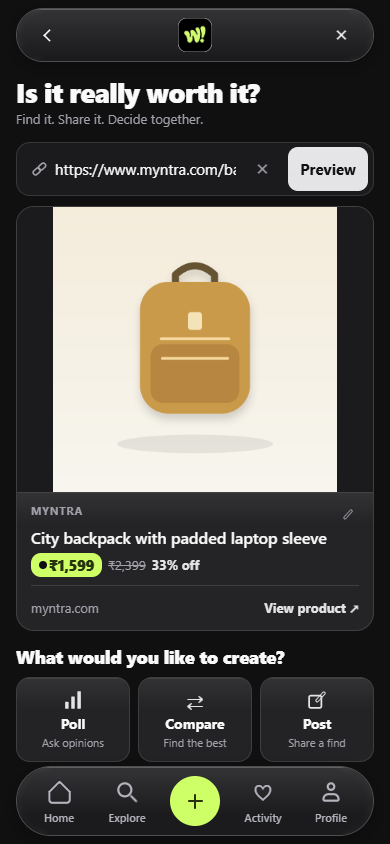 W!
Is it really worth it?
Find it. Share it. Decide together.
https://www.myntra.com/ba
Preview
MYNTRA
City backpack with padded laptop sleeve
₹1,599 ₹2,399 33% off
myntra.com View product ↗
What would you like to create?
Poll Compare Post
Ask opinions Find the best Share a find
Home Explore Activity Profile